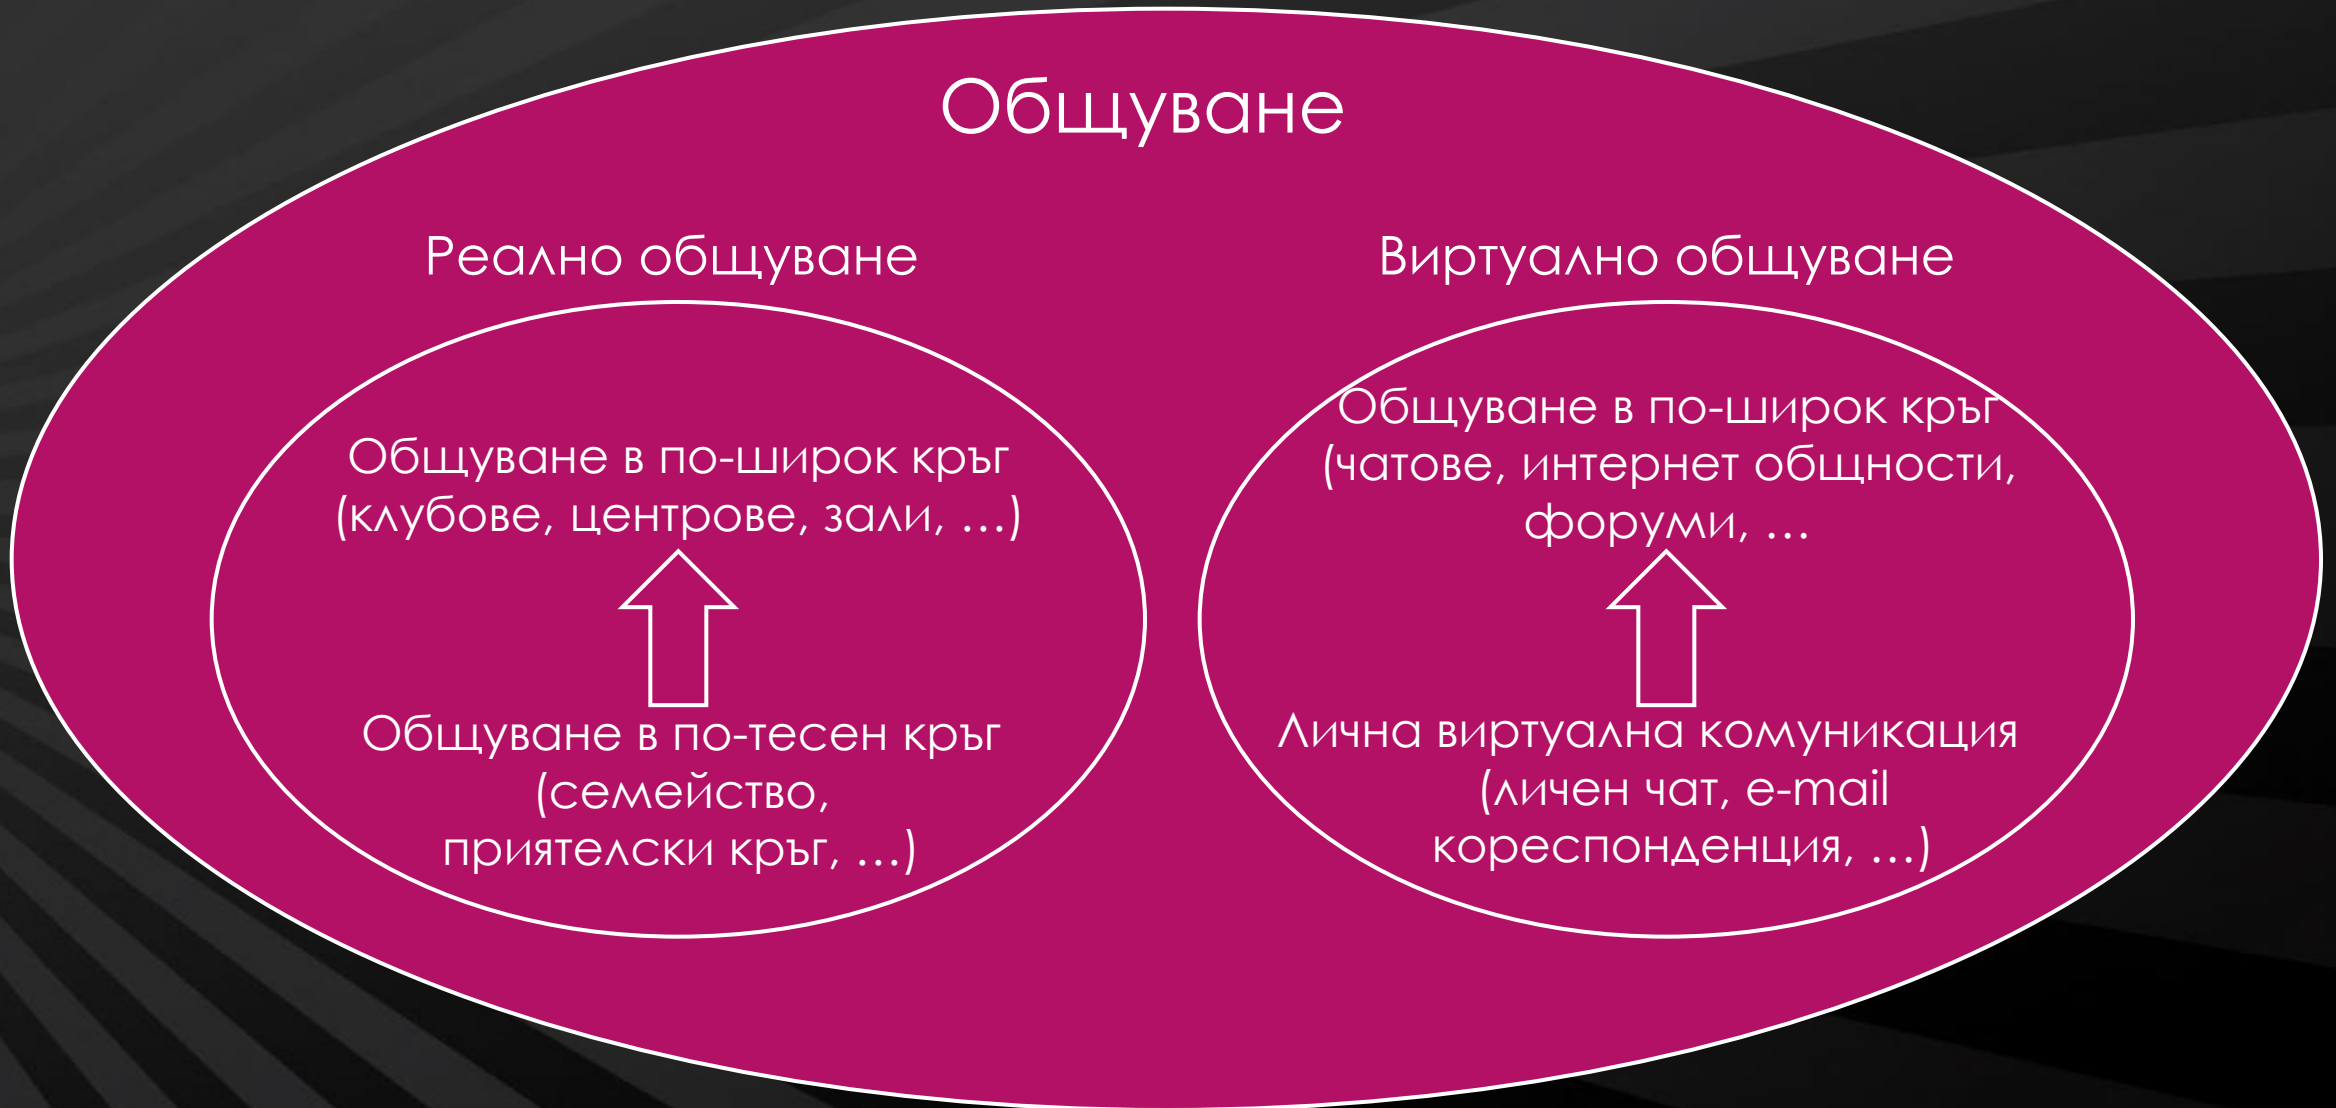 Общуване
Реално общуване
Общуване в по-широк кръг
(клубове, центрове, зали, ...)
Общуване в по-тесен кръг
(семейство,
приятелски кръг, ...)
Виртуално общуване
Общуване в по-широк кръг
(чатове, интернет общности,
форуми, ...
Лична виртуална комуникация
(личен чат, e-mail
кореспонденция, ...)